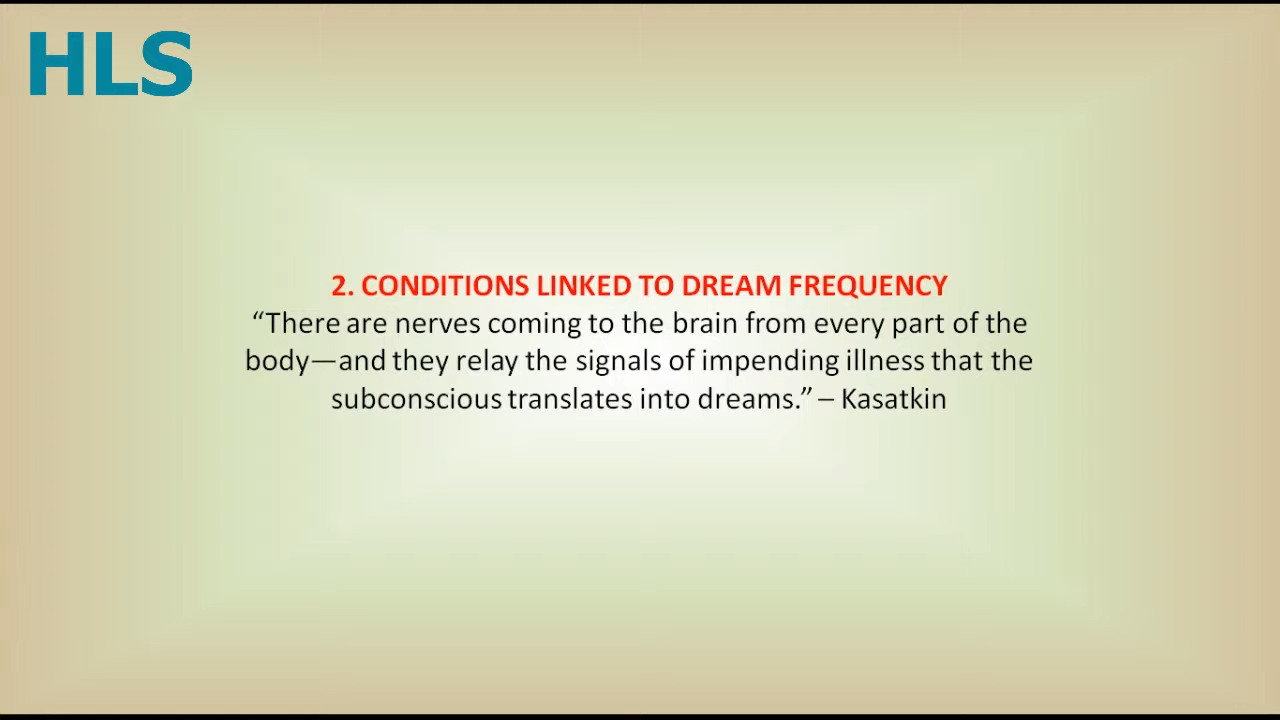 HLS
2. CONDITIONS LINKED TO DREAM FREQUENCY
“There are nerves coming to the brain from every part of the
body—and they relay the signals of impending illness that the
subconscious translates into dreams.” – Kasatkin